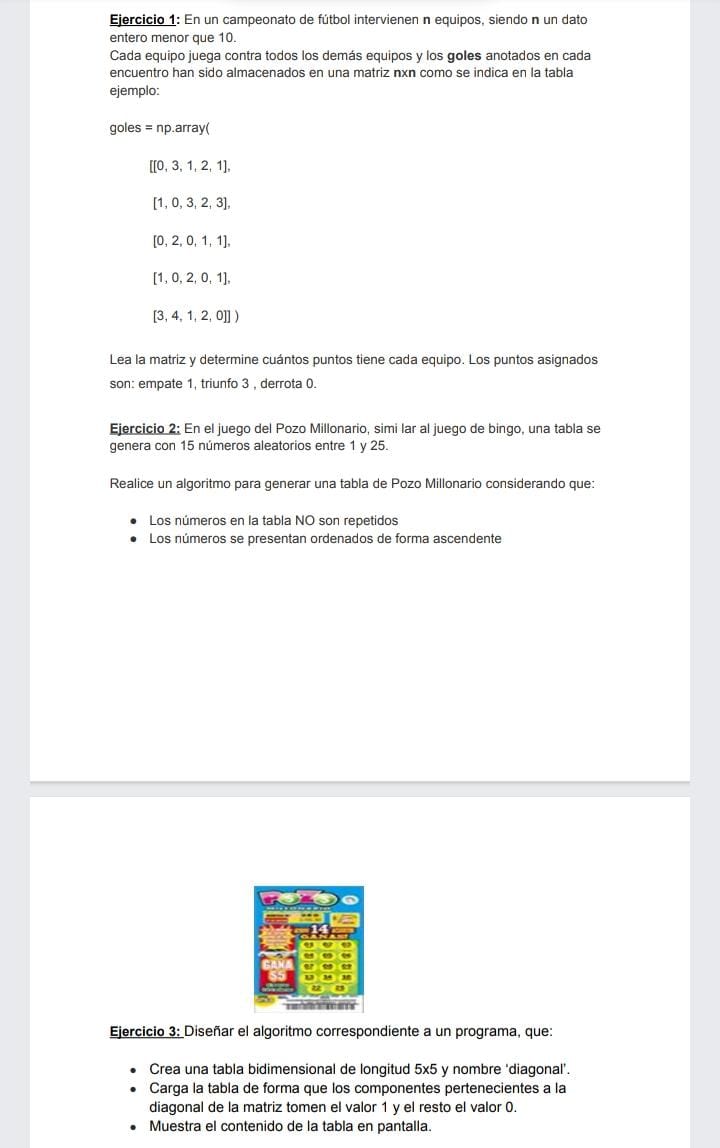 Ejercicio 1: En un campeonato de fútbol intervienen n equipos, siendo n un dato
entero menor que 10.
Cada equipo juega contra todos los demás equipos y los goles anotados en cada
encuentro han sido almacenados en una matriz nxn como se indica en la tabla
ejemplo:
goles = np.array(
[[0, 3, 1, 2, 1],
[1, 0, 3, 2, 3],
[0, 2, 0, 1, 1],
[1, 0, 2, 0, 1],
[3, 4, 1, 2, 0]] )
Lea la matriz y determine cuántos puntos tiene cada equipo. Los puntos asignados
son: empate 1, triunfo 3 , derrota 0.
Ejercicio 2: En el juego del Pozo Millonario, simi lar al juego de bingo, una tabla se
genera con 15 números aleatorios entre 1 y 25.
Realice un algoritmo para generar una tabla de Pozo Millonario considerando que:
• Los números en la tabla NO son repetidos
• Los números se presentan ordenados de forma ascendente
POZO
14
GANA
$5
Ejercicio 3: Diseñar el algoritmo correspondiente a un programa, que:
• Crea una tabla bidimensional de longitud 5x5 y nombre ‘diagonal’.
• Carga la tabla de forma que los componentes pertenecientes a la
diagonal de la matriz tomen el valor 1 y el resto el valor 0.
• Muestra el contenido de la tabla en pantalla.